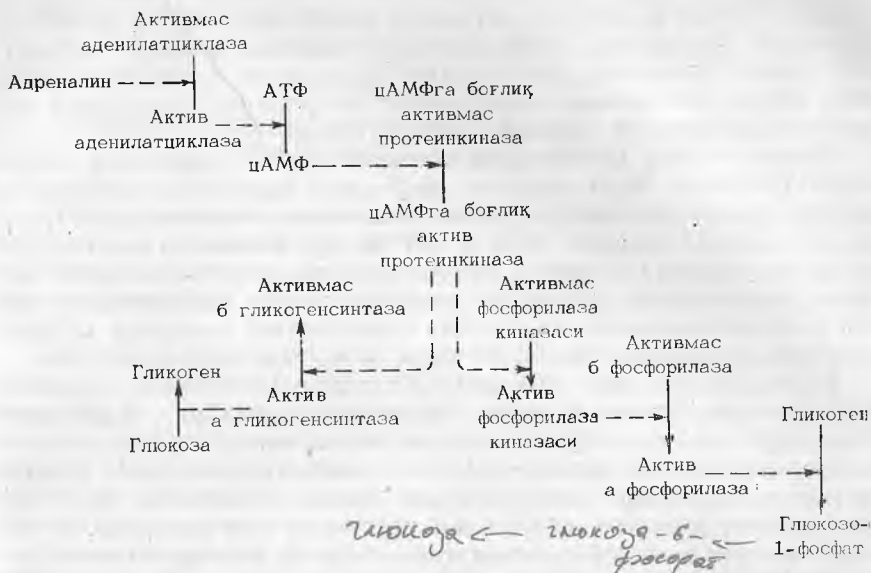 Активмас
аденилатциклаза
Адреналин
Актив
аденилатциклаза
АТФ
цАМФ
цАМФга боғлиқ
активмас
протеинкиназа
цАМФга боғлиқ
актив
протеинкиназа
Активмас
б гликогенсинтаза
Активмас
фосфорилаза
киназаси
Гликоген
Глюкоза
Актив
а гликогенсинтаза
Актив
фосфорилаза
киназаси
Активмас
б фосфорилаза
Актив
а фосфорилаза
Гликоген
Глюкозо-
1-фосфат
глюкоза ← глюкоза-6- ←
фосфат